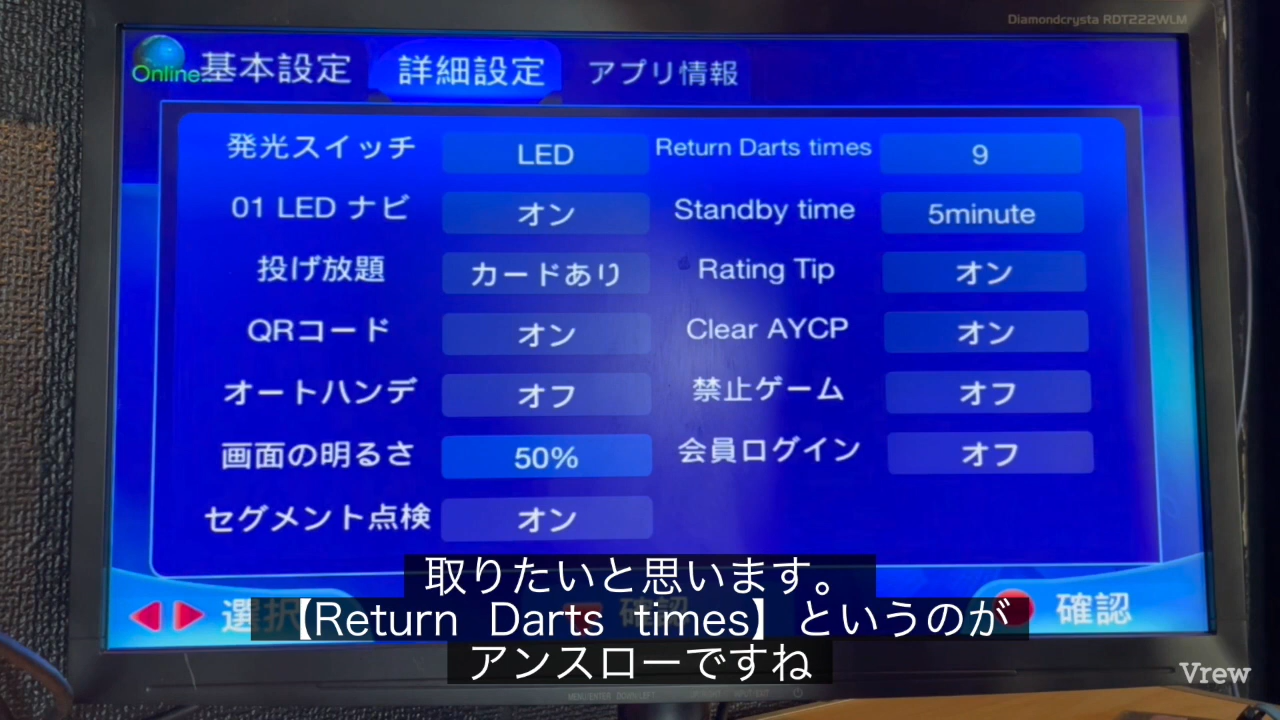 Diamondcrysta RDT222WLM
Online
基本設定 詳細設定 アプリ情報
発光スイッチ LED Return Darts times 9
01 LED ナビ オン Standby time 5minute
投げ放題 カードあり Rating Tip オン
QRコード オン Clear AYCP オン
オートハンデ オフ 禁止ゲーム オフ
画面の明るさ 50% 会員ログイン オフ
セグメント点検 オン
選択 確認 確認
取りたいと思います。
【Return Darts times】というのが
アンスローですね
Vrew